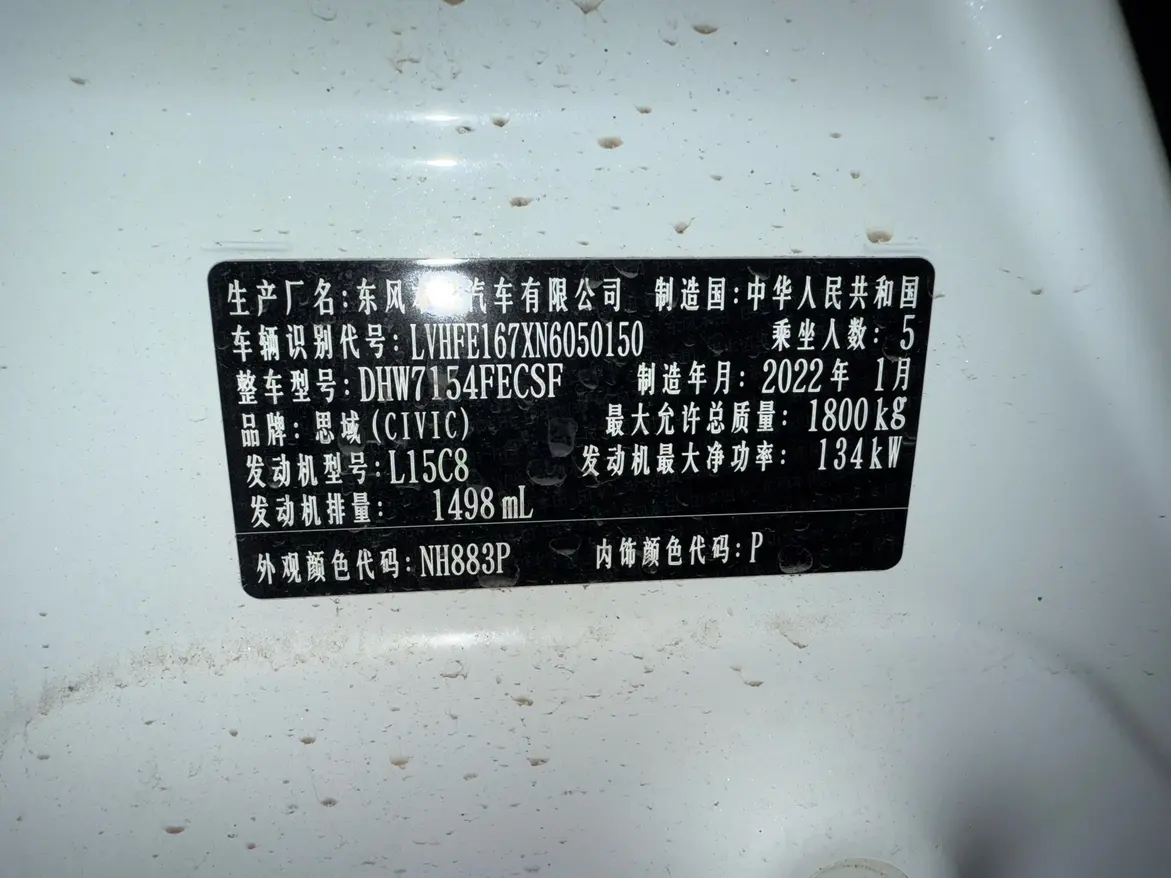 生产厂名:东风 汽车有限公司 制造国:中华人民共和国
车辆识别代号:LVHFE167XN6050150 乘坐人数:5
整车型号:DHW7154FECSF 制造年月:2022年 1月
品牌:思域(CIVIC) 最大允许总质量:1800kg
发动机型号:L15C8 发动机最大净功率:134kW
发动机排量:1498mL
外观颜色代码:NH883P 内饰颜色代码:P